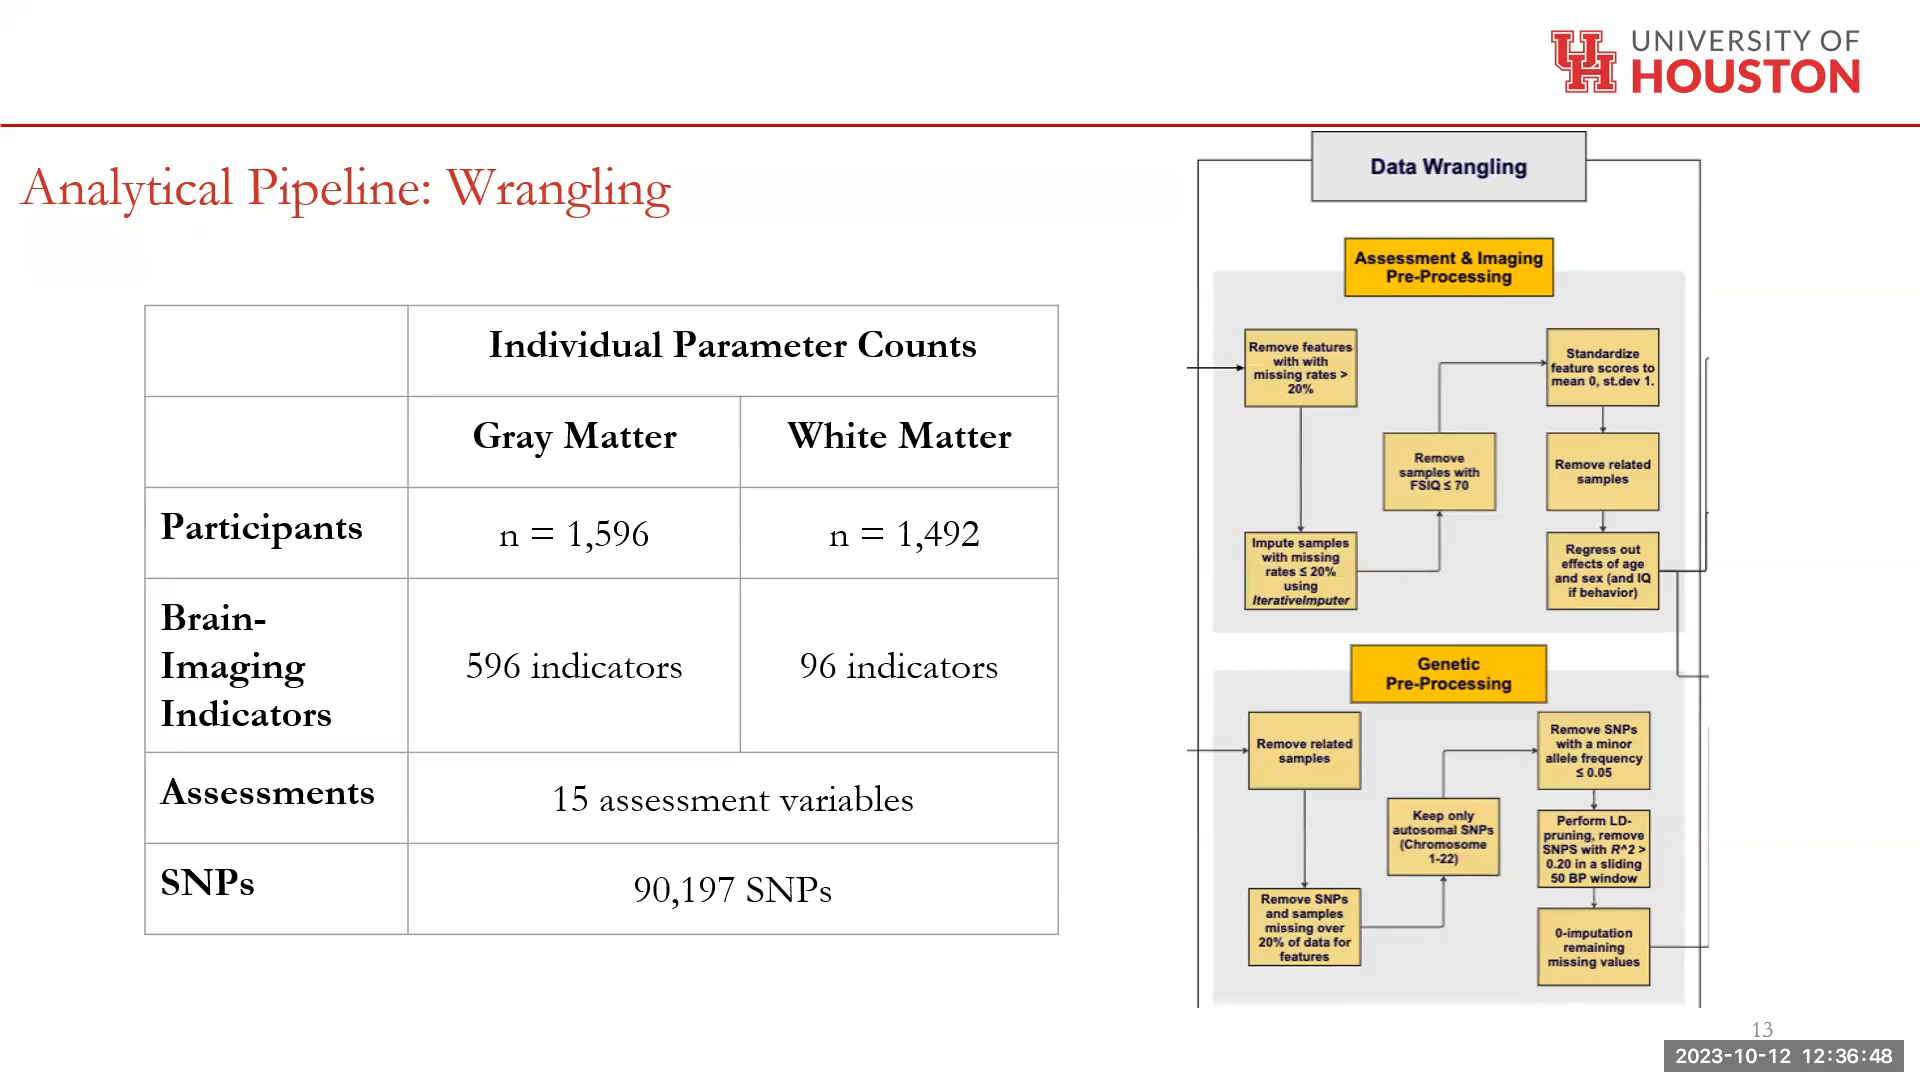 UNIVERSITY OF
HOUSTON
Analytical Pipeline: Wrangling
Individual Parameter Counts
Gray Matter
White Matter
Participants
n = 1,596
n = 1,492
Brain-
Imaging
Indicators
596 indicators
96 indicators
Assessments
15 assessment variables
SNPs
90,197 SNPs
Data Wrangling
Assessment & Imaging
Pre-Processing
Remove features
with with
missing rates >
20%
Impute samples
with missing
rates ≤ 20%
using
IterativeImputer
Remove
samples with
FSIQ ≤ 70
Standardize
feature scores to
mean 0, st.dev 1.
Remove related
samples
Regress out
effects of age
and sex (and IQ
if behavior)
Genetic
Pre-Processing
Remove related
samples
Remove SNPs
and samples
missing over
20% of data for
features
Keep only
autosomal SNPs
(Chromosome
1-22)
Remove SNPs
with a minor
allele frequency
≤ 0.05
Perform LD-
pruning, remove
SNPS with R^2 >
0.20 in a sliding
50 BP window
0-imputation
remaining
missing values
13
2023-10-12 12:36:48